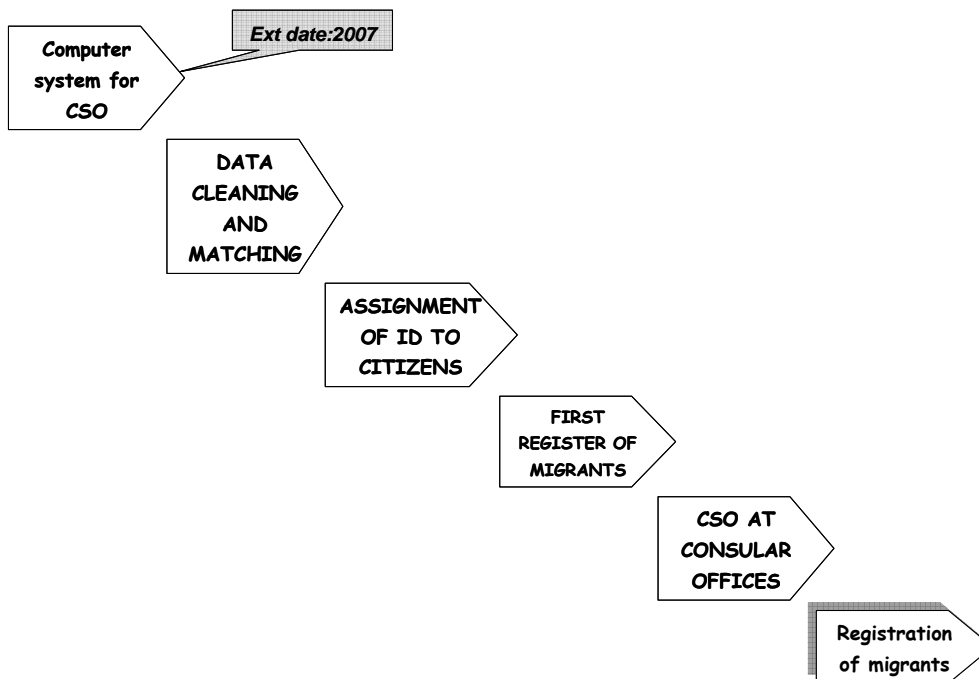 Ext date:2007
Computer
system for
CSO
DATA
CLEANING
AND
MATCHING
ASSIGNMENT
OF ID TO
CITIZENS
FIRST
REGISTER OF
MIGRANTS
CSO AT
CONSULAR
OFFICES
Registration
of migrants